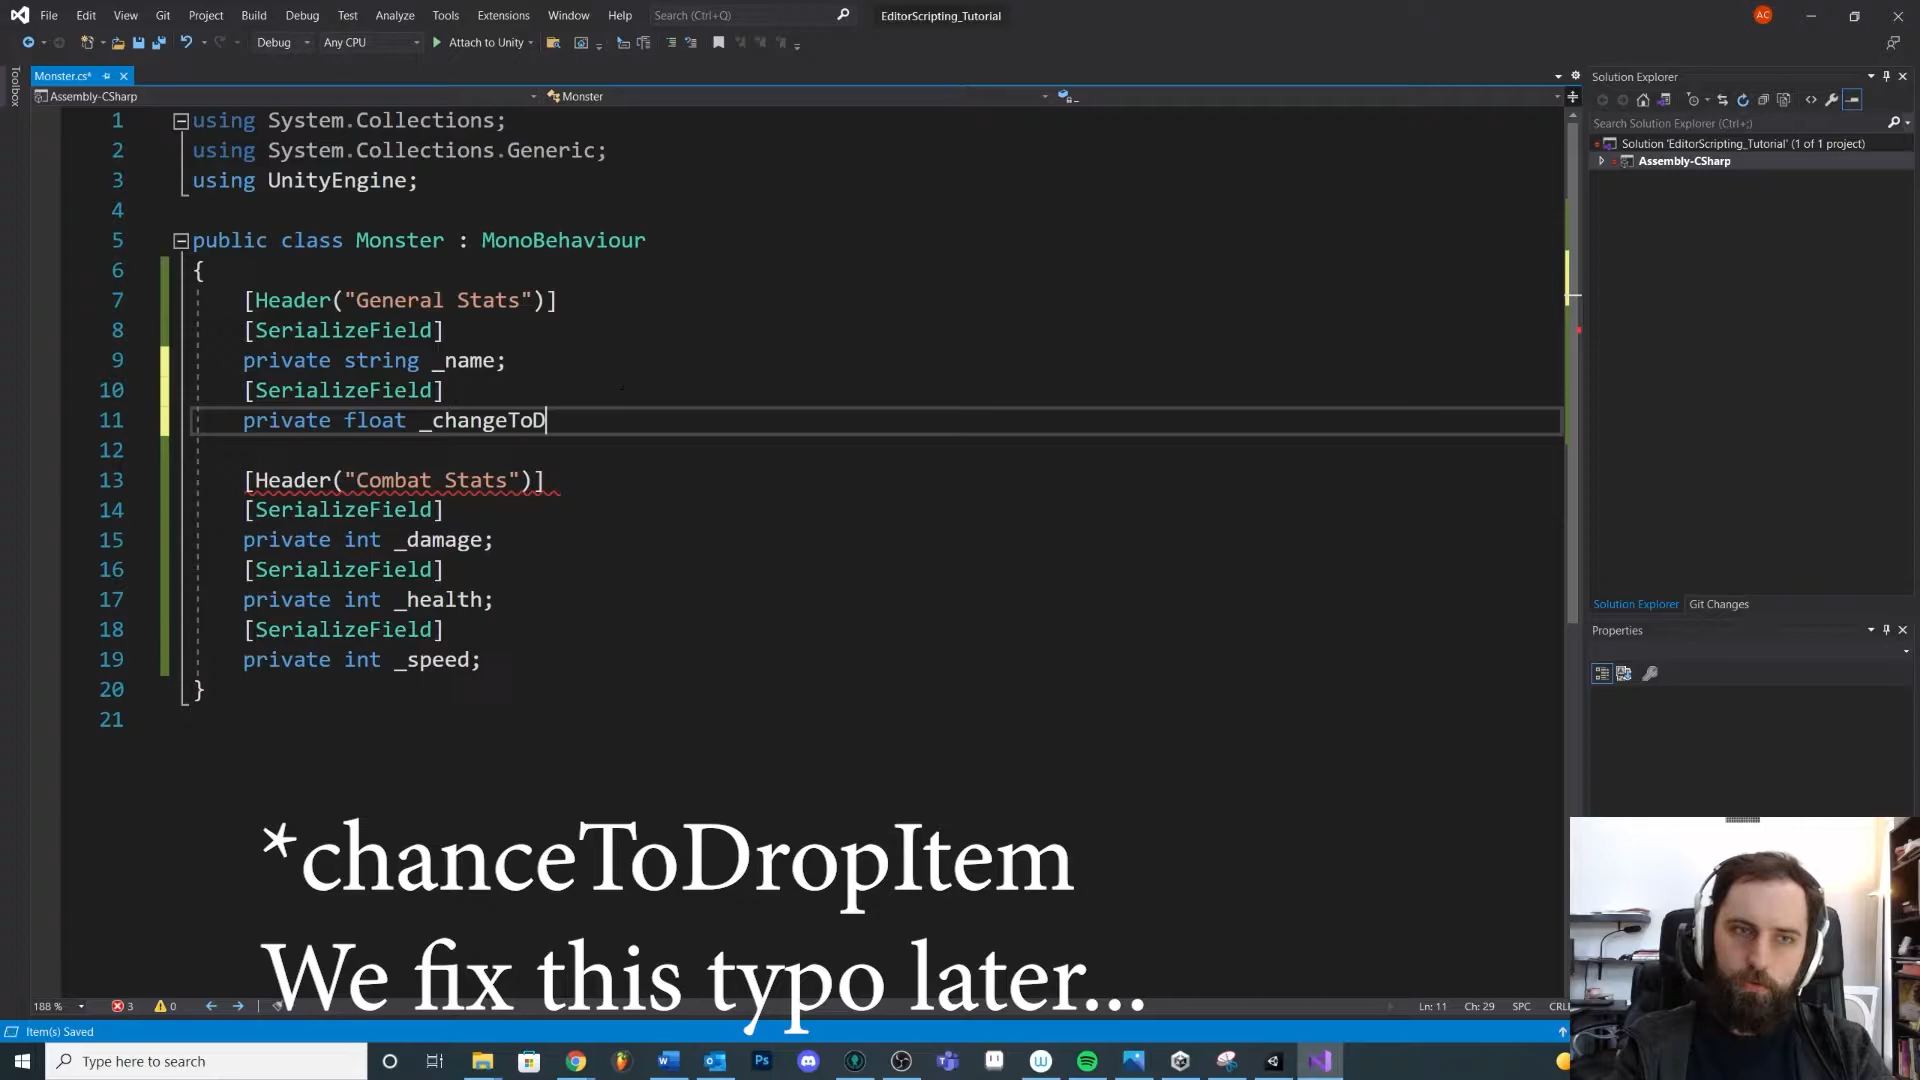 File Edit View Git Project Build Debug Test Analyze Tools Extensions Window Help Search (Ctrl+Q) EditorScripting_Tutorial AC
Debug Any CPU Attach to Unity
Toolbox
Monster.cs*
Assembly-CSharp Monster
1 using System.Collections;
2 using System.Collections.Generic;
3 using UnityEngine;
4
5 public class Monster : MonoBehaviour
6 {
7 [Header("General Stats")]
8 [SerializeField]
9 private string _name;
10 [SerializeField]
11 private float _changeToD
12
13 [Header("Combat Stats")]
14 [SerializeField]
15 private int _damage;
16 [SerializeField]
17 private int _health;
18 [SerializeField]
19 private int _speed;
20 }
21
Solution Explorer
Search Solution Explorer (Ctrl+;)
Solution 'EditorScripting_Tutorial' (1 of 1 project)
Assembly-CSharp
Solution Explorer Git Changes
Properties
*chanceToDropItem
We fix this typo later...
188 % 3 0 Ln: 11 Ch: 29 SPC CRL
Item(s) Saved
Type here to search